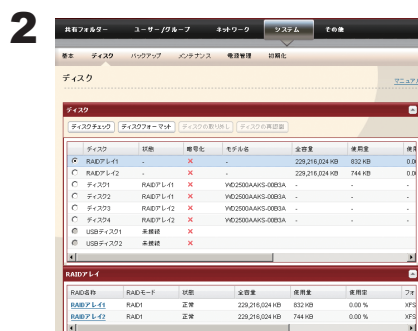 2
共有フォルダー ユーザー/グループ ネットワーク システム その他
基本 ディスク バックアップ メンテナンス 電源管理 初期化
ディスク
マニュアル
ディスク
ディスクチェック ディスクフォーマット ディスクの取り外し ディスクの再認識
ディスク 状態 暗号化 モデル名 全容量 使用量 使用
RAIDアレイ1 - × - 229,216,024 KB 832 KB 0.00
RAIDアレイ2 - × - 229,216,024 KB 744 KB 0.00
ディスク1 RAIDアレイ1 × WD2500AAKS-00B3A - - -
ディスク2 RAIDアレイ1 × WD2500AAKS-00B3A - - -
ディスク3 RAIDアレイ2 × WD2500AAKS-00B3A - - -
ディスク4 RAIDアレイ2 × WD2500AAKS-00B3A - - -
USBディスク1 未接続 ×
USBディスク2 未接続 ×
RAIDアレイ
RAID名称 RAIDモード 状態 全容量 使用量 使用率 フォ
RAIDアレイ1 RAID1 正常 229,216,024 KB 832 KB 0.00 % XFS
RAIDアレイ2 RAID1 正常 229,216,024 KB 744 KB 0.00 % XFS